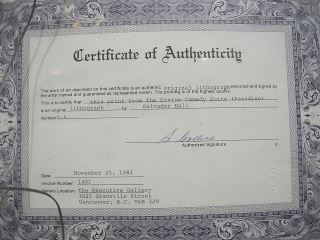 Certificate of Authenticity
The work of art described on this certificate is an authentic original lithograph executed and signed by
the artist named and guaranteed as represented herein. The printing is of the highest quality.
This is to certify that this print from The Divine Comedy Suite (Paradise)
is an original lithograph by Salvador Dali
Number
Authorized Signature
Date November 25, 1981
Invoice Number 1401
Gallery Location The Executive Gallery
3025 Granville Street
Vancouver, B.C. V6H 3J9